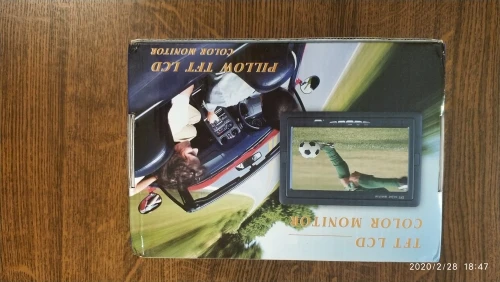 PILLOW TFT LCD
COLOR MONITOR
TFT LCD
COLOR MONITOR
2020/2/28 18:47